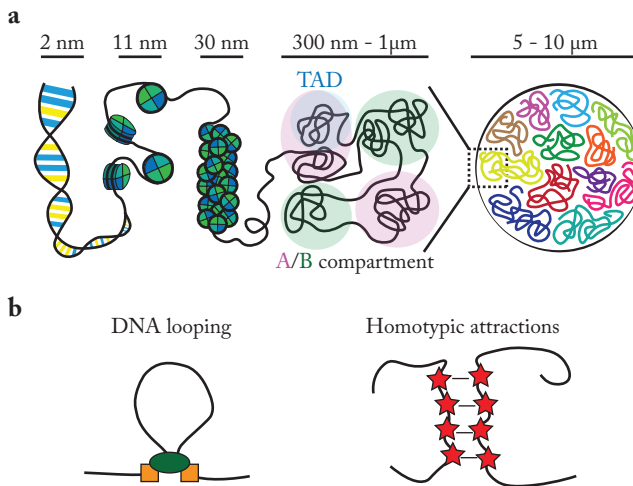 a
2 nm 11 nm 30 nm 300 nm - 1µm 5 - 10 µm
TAD
A/B compartment
b
DNA looping Homotypic attractions